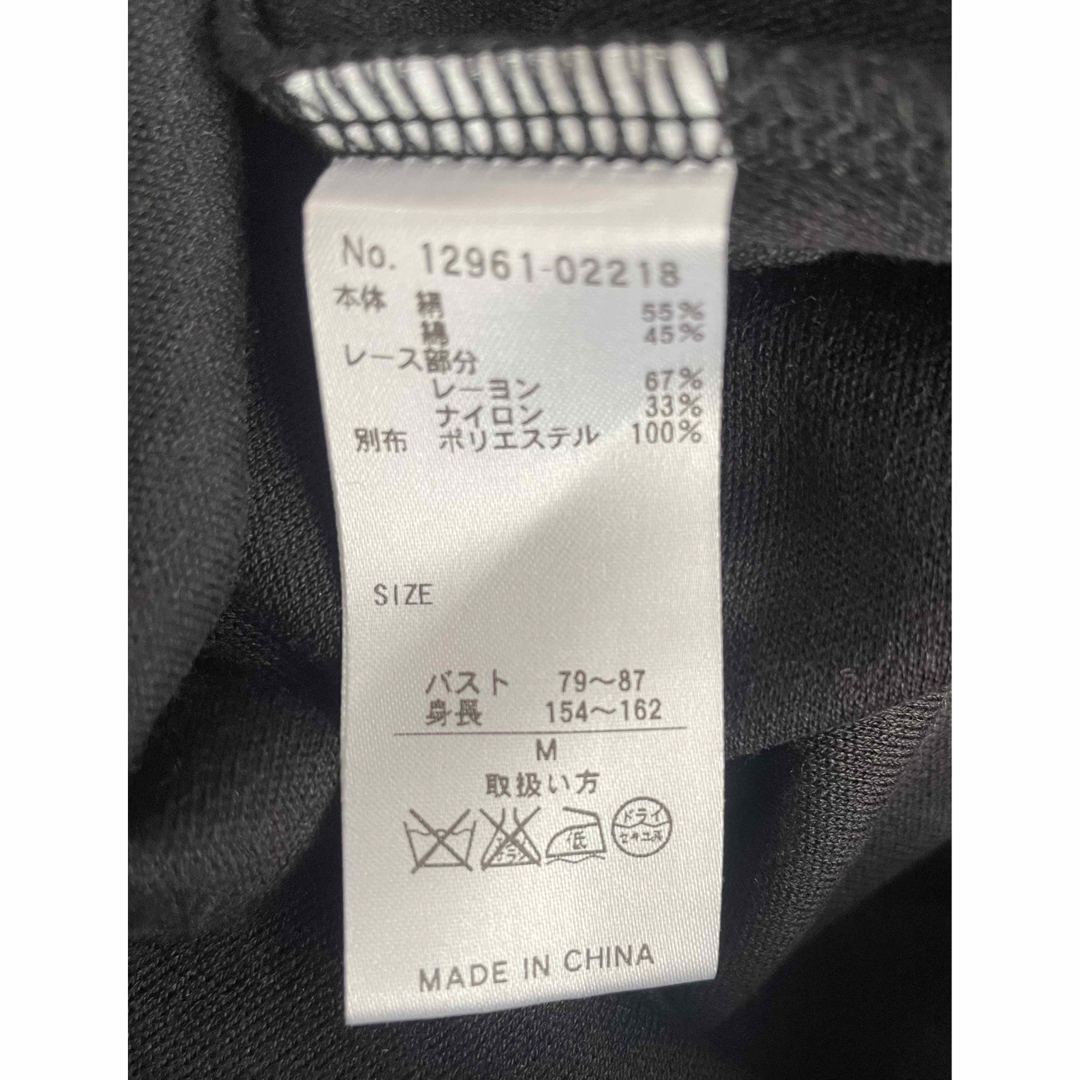 No. 12961-02218
本体 絹 55%
綿 45%
レース部分
レーヨン 67%
ナイロン 33%
別布 ポリエステル 100%
SIZE
バスト 79～87
身長 154～162
M
取扱い方
低
ドライ
セキユ系
MADE IN CHINA